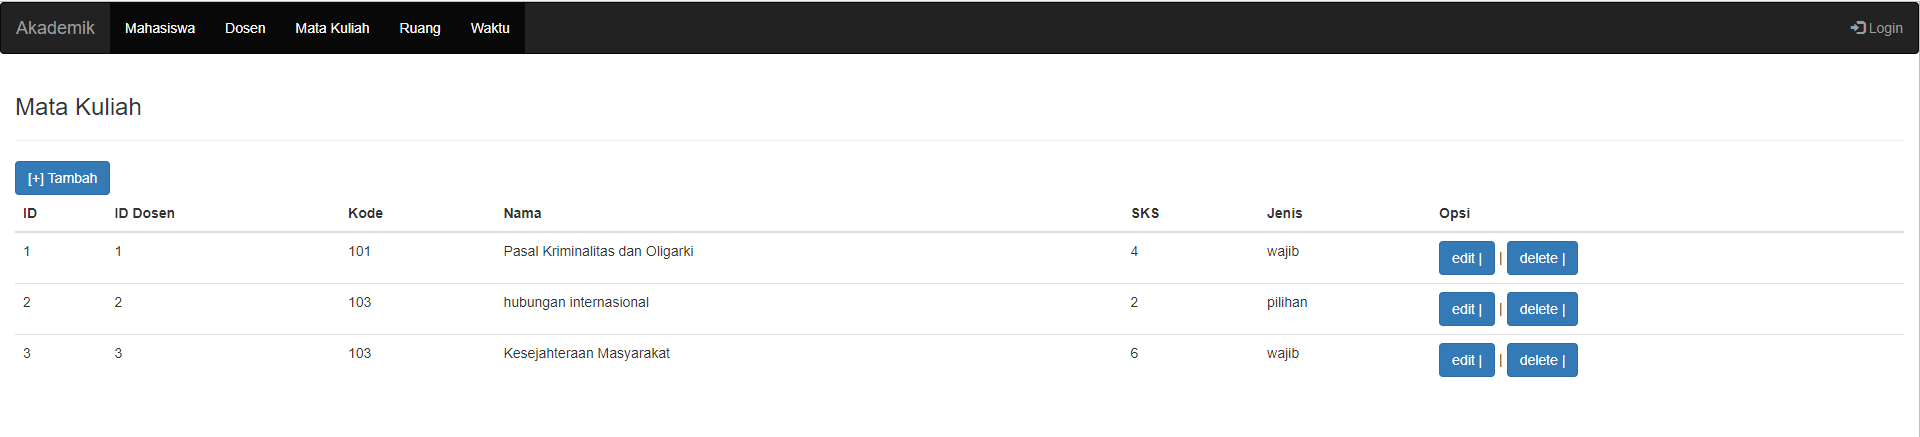 Akademik Mahasiswa Dosen Mata Kuliah Ruang Waktu Login
Mata Kuliah
[+] Tambah
ID ID Dosen Kode Nama SKS Jenis Opsi
1 1 101 Pasal Kriminalitas dan Oligarki 4 wajib edit | | delete |
2 2 103 hubungan internasional 2 pilihan edit | | delete |
3 3 103 Kesejahteraan Masyarakat 6 wajib edit | | delete |